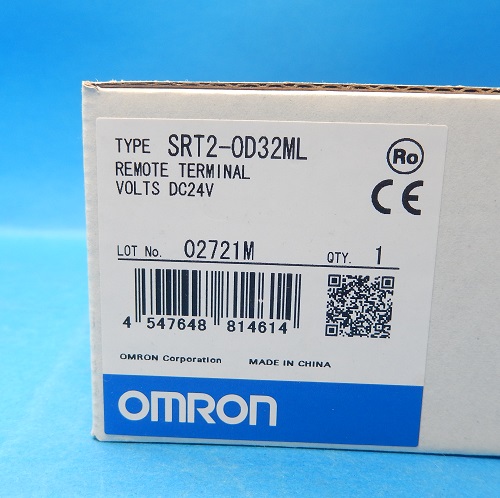 TYPE SRT2-OD32ML
REMOTE TERMINAL
VOLTS DC24V
Ro
CE
LOT No. 02721M QTY. 1
4 547648 814614
OMRON Corporation MADE IN CHINA
OMRON